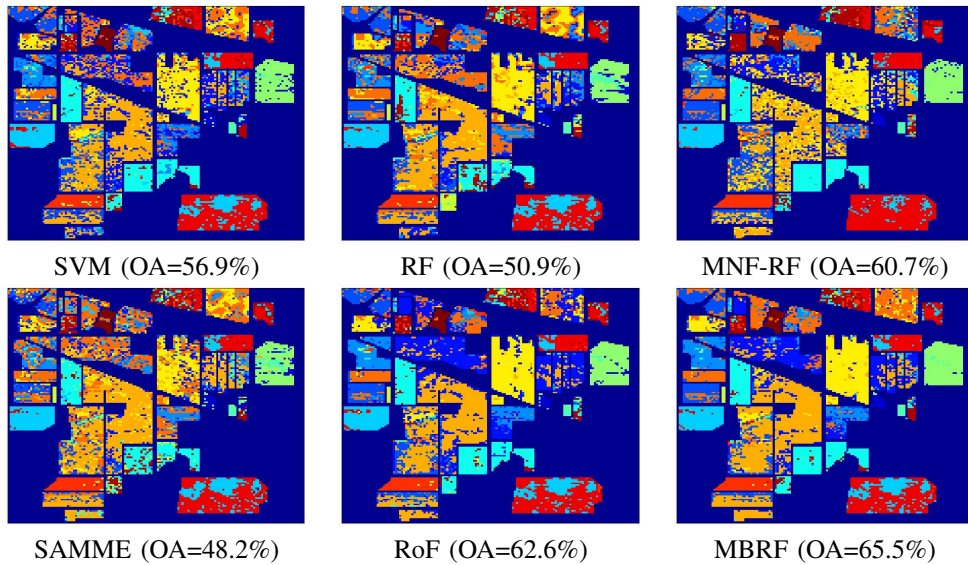 SVM (OA=56.9%)
RF (OA=50.9%)
MNF-RF (OA=60.7%)
SAMME (OA=48.2%)
RoF (OA=62.6%)
MBRF (OA=65.5%)